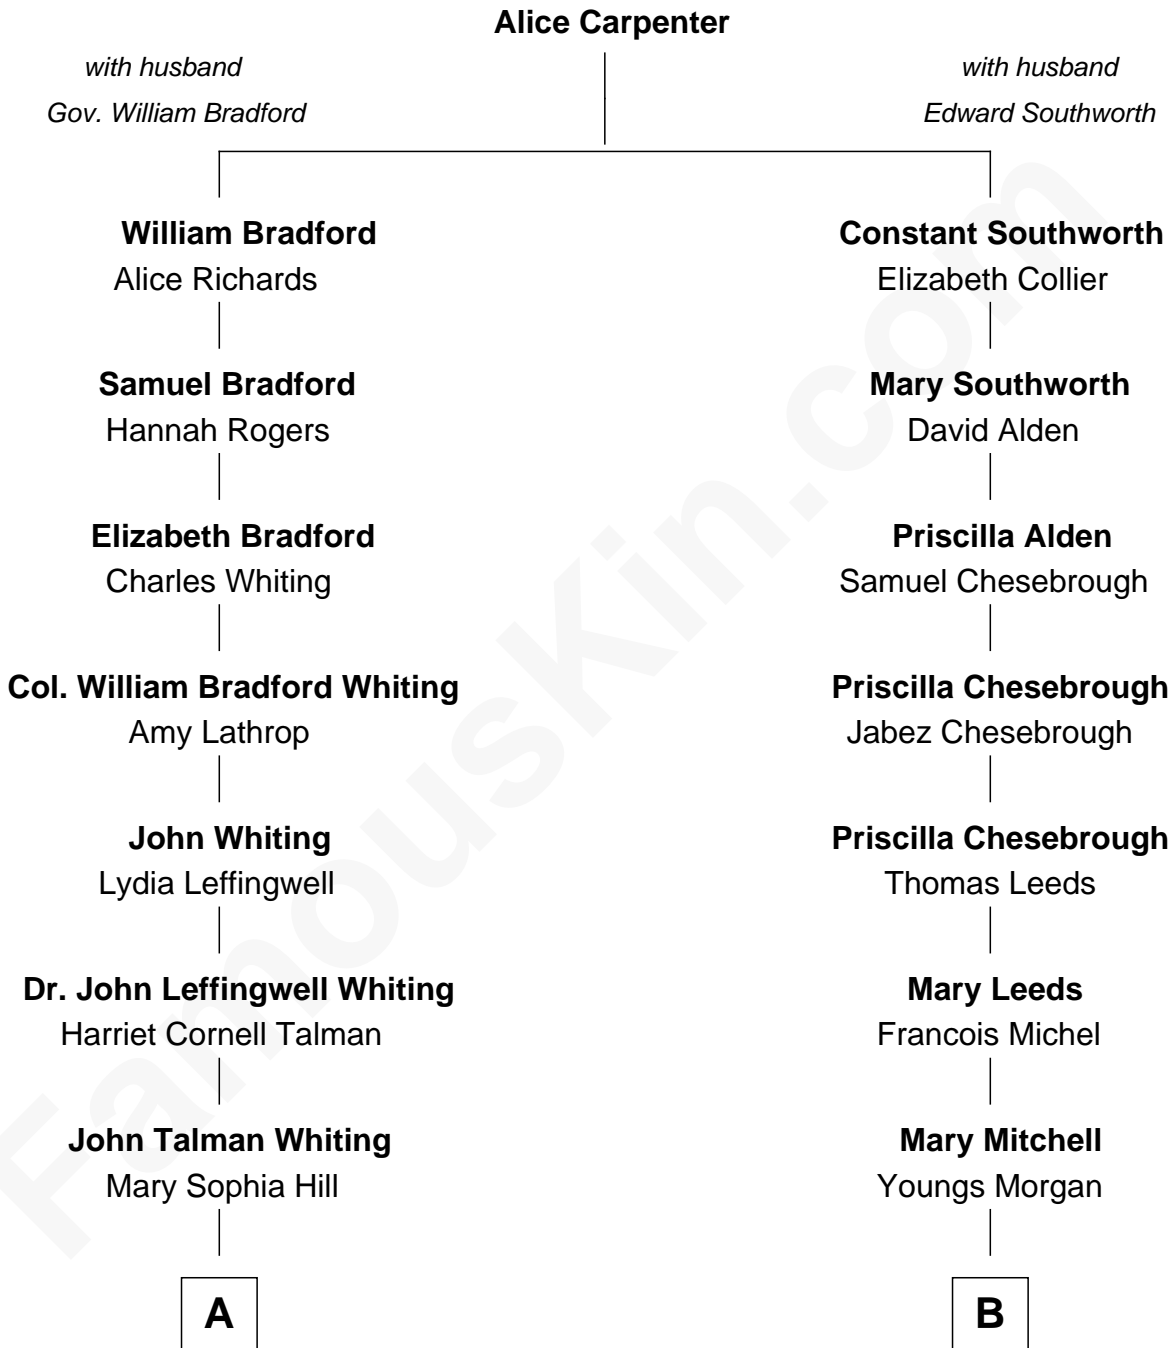 Alice Carpenter
with husband
Gov. William Bradford
with husband
Edward Southworth
William Bradford
Alice Richards
Constant Southworth
Elizabeth Collier
Samuel Bradford
Hannah Rogers
Mary Southworth
David Alden
Elizabeth Bradford
Charles Whiting
Priscilla Alden
Samuel Chesebrough
Col. William Bradford Whiting
Amy Lathrop
Priscilla Chesebrough
Jabez Chesebrough
John Whiting
Lydia Leffingwell
Priscilla Chesebrough
Thomas Leeds
Dr. John Leffingwell Whiting
Harriet Cornell Talman
Mary Leeds
Francois Michel
John Talman Whiting
Mary Sophia Hill
Mary Mitchell
Youngs Morgan
A
B
FamousKin.com